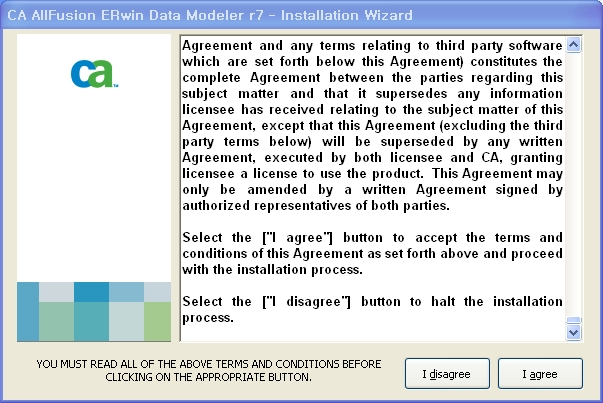 CA AllFusion ERwin Data Modeler r7 - Installation Wizard
ca™
Agreement and any terms relating to third party software
which are set forth below this Agreement) constitutes the
complete Agreement between the parties regarding this
subject matter and that it supersedes any information
licensee has received relating to the subject matter of this
Agreement, except that this Agreement (excluding the third
party terms below) will be superseded by any written
Agreement, executed by both licensee and CA, granting
licensee a license to use the product. This Agreement may
only be amended by a written Agreement signed by
authorized representatives of both parties.
Select the ["I agree"] button to accept the terms and
conditions of this Agreement as set forth above and proceed
with the installation process.
Select the ["I disagree"] button to halt the installation
process.
YOU MUST READ ALL OF THE ABOVE TERMS AND CONDITIONS BEFORE
CLICKING ON THE APPROPRIATE BUTTON.
I disagree
I agree